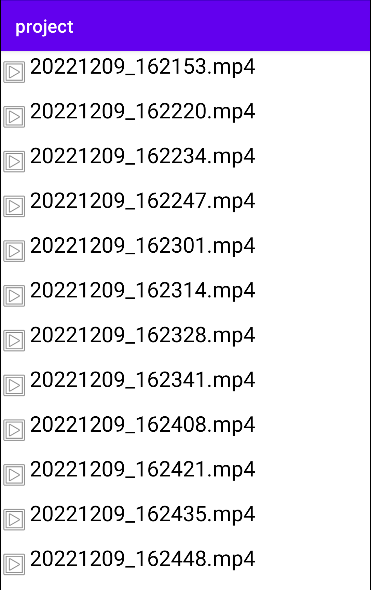 project
20221209_162153.mp4
20221209_162220.mp4
20221209_162234.mp4
20221209_162247.mp4
20221209_162301.mp4
20221209_162314.mp4
20221209_162328.mp4
20221209_162341.mp4
20221209_162408.mp4
20221209_162421.mp4
20221209_162435.mp4
20221209_162448.mp4